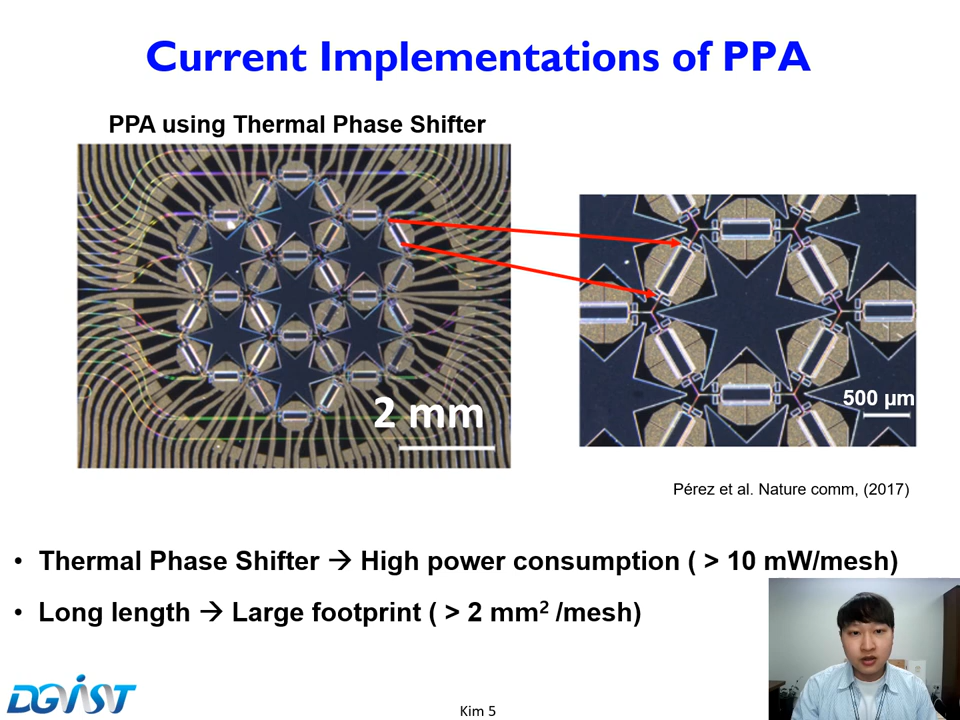 Current Implementations of PPA
PPA using Thermal Phase Shifter
2 mm
500 µm
Pérez et al. Nature comm, (2017)
• Thermal Phase Shifter → High power consumption ( > 10 mW/mesh)
• Long length → Large footprint ( > 2 mm² /mesh)
DGIST
Kim 5